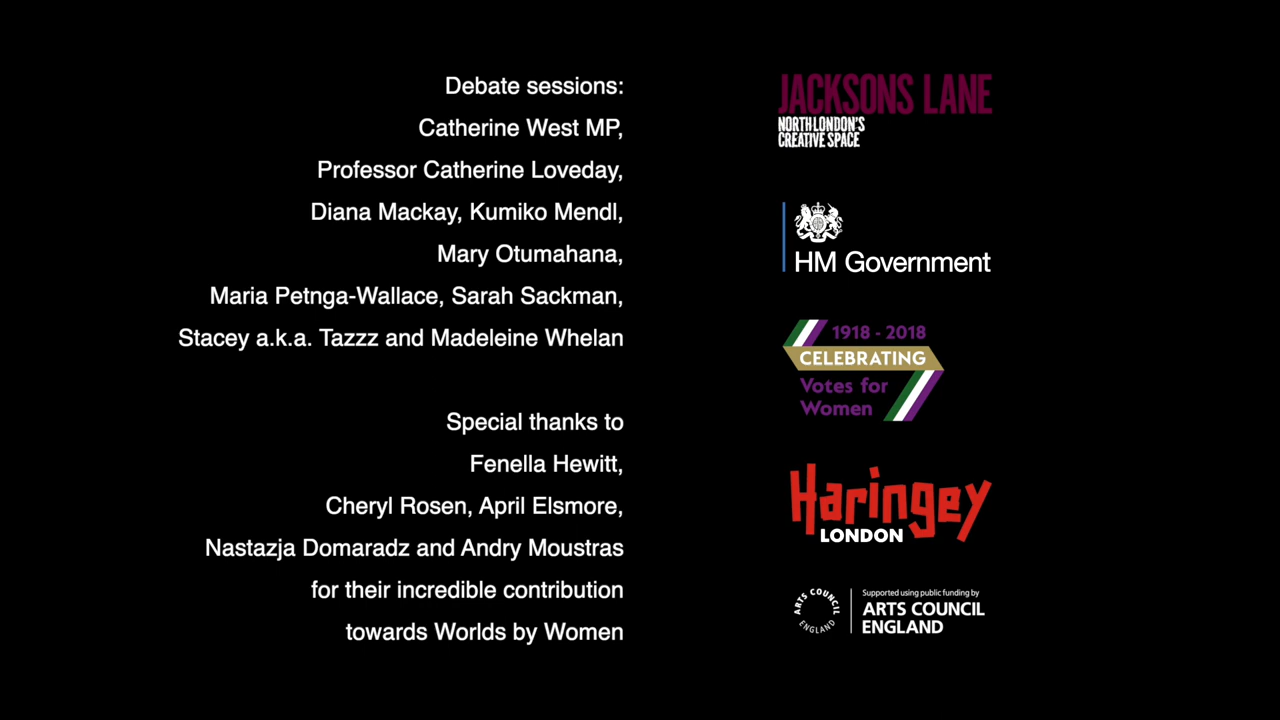 Debate sessions:
Catherine West MP,
Professor Catherine Loveday,
Diana Mackay, Kumiko Mendl,
Mary Otumahana,
Maria Petnga-Wallace, Sarah Sackman,
Stacey a.k.a. Tazzz and Madeleine Whelan
Special thanks to
Fenella Hewitt,
Cheryl Rosen, April Elsmore,
Nastazja Domaradz and Andry Moustras
for their incredible contribution
towards Worlds by Women
JACKSONS LANE
NORTH LONDON'S
CREATIVE SPACE
HM Government
1918 - 2018
CELEBRATING
Votes for
Women
Haringey
LONDON
ARTS COUNCIL
ENGLAND
Supported using public funding by
ARTS COUNCIL
ENGLAND